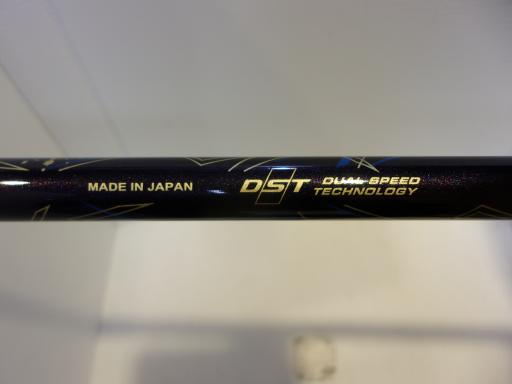 MADE IN JAPAN
DST DUAL SPEED
TECHNOLOGY